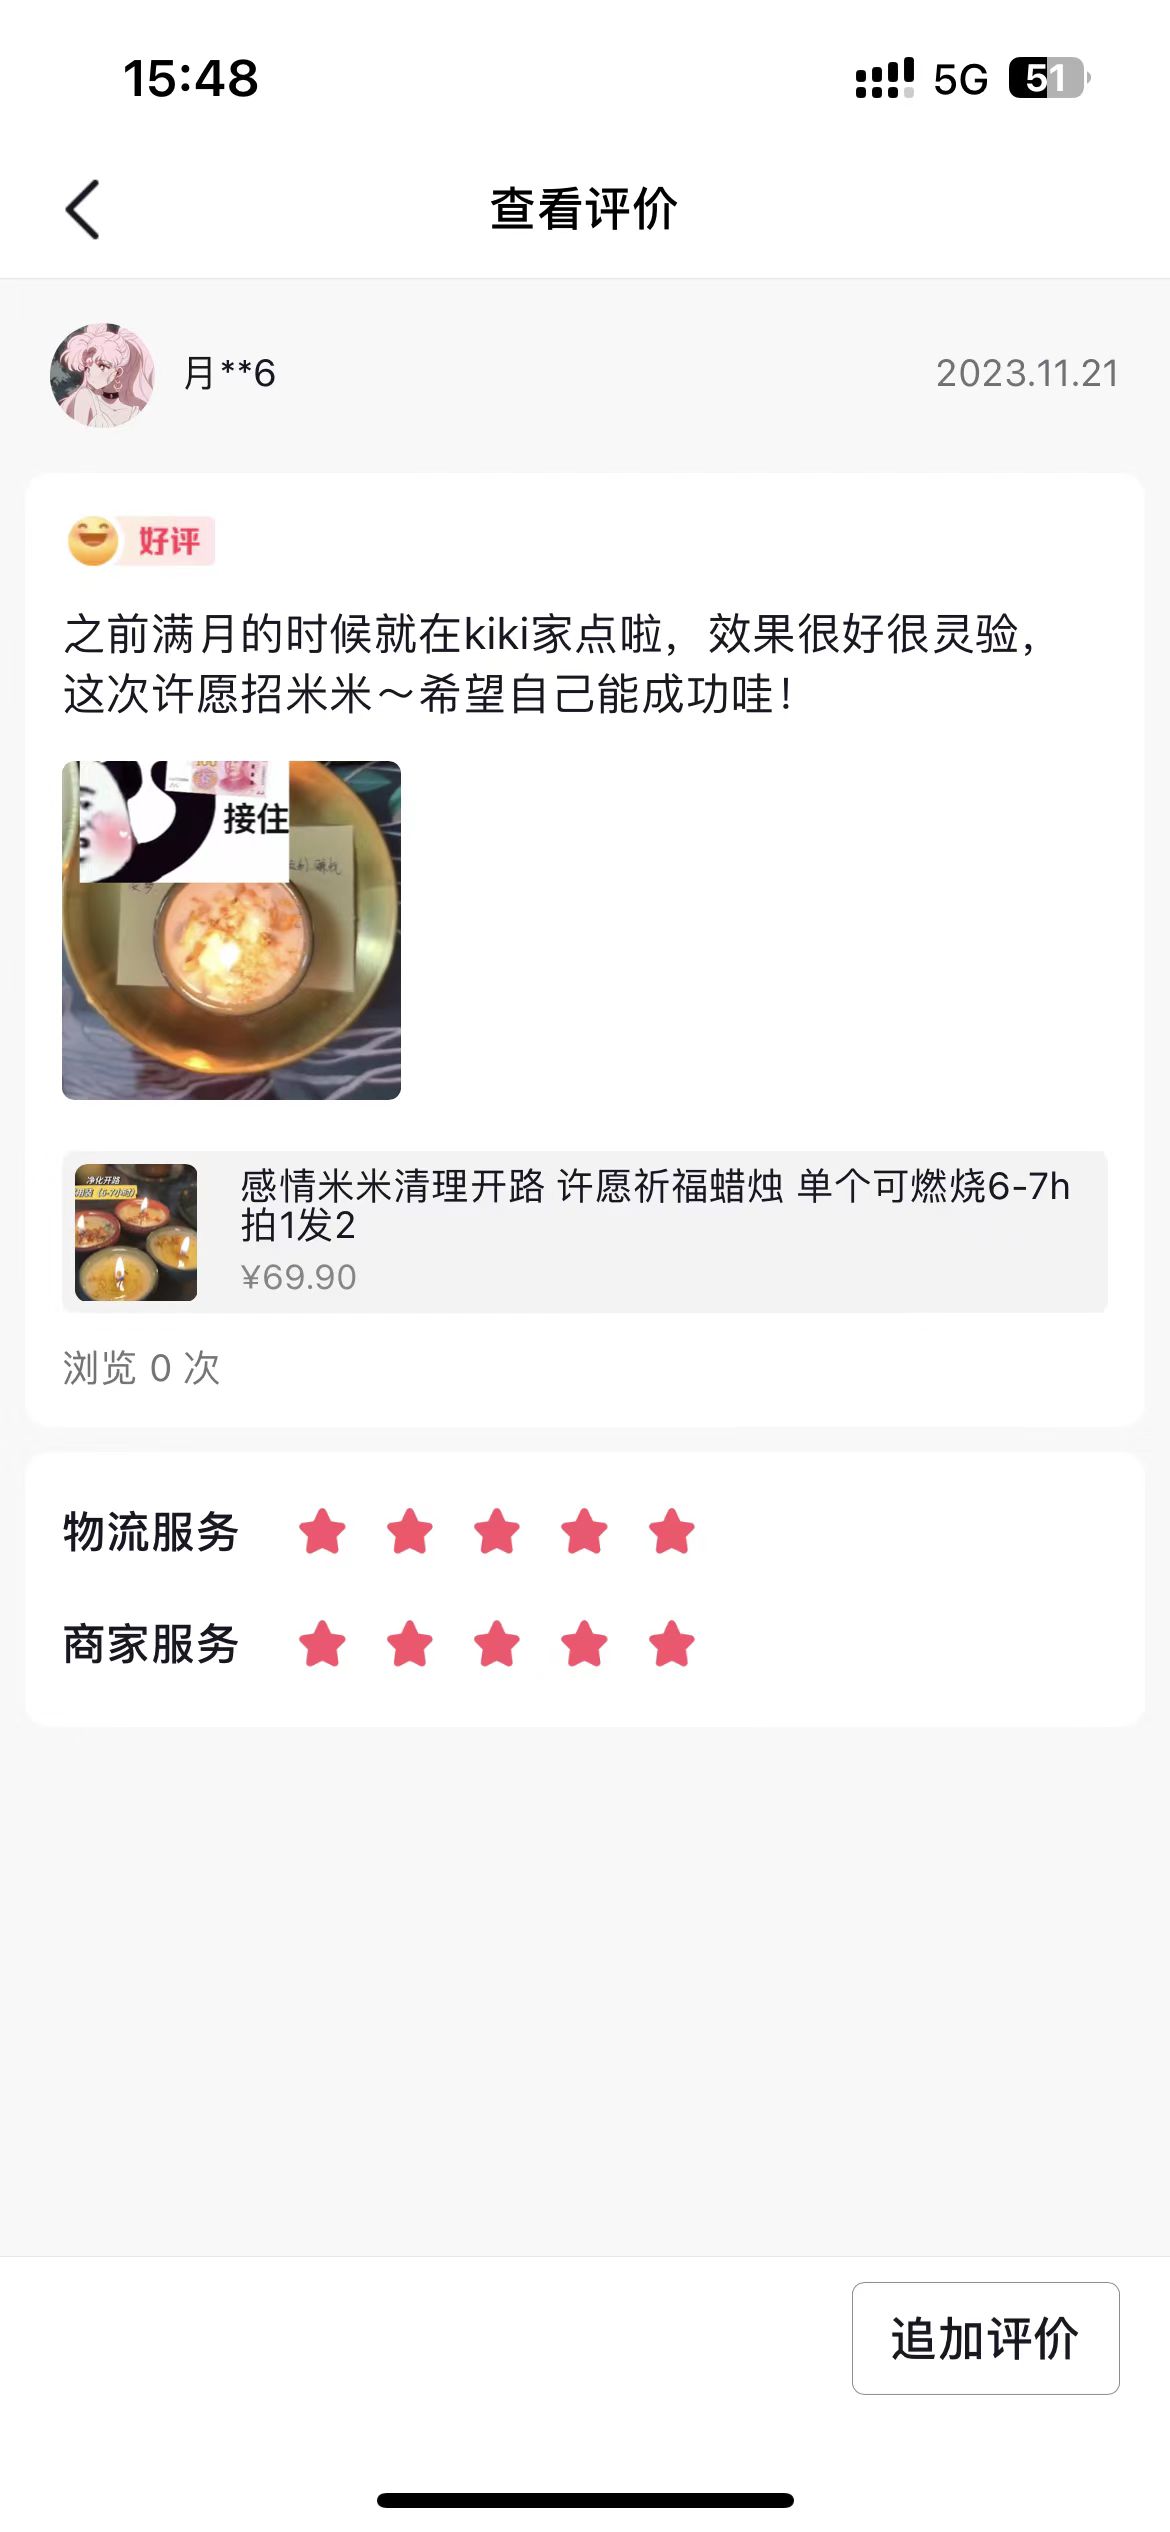 15:48
5G
51
查看评价
月**6
2023.11.21
好评
之前满月的时候就在kiki家点啦，效果很好很灵验，
这次许愿招米米～希望自己能成功哇！
100
接住
净化开路
感情米米清理开路 许愿祈福蜡烛 单个可燃烧6-7h
拍1发2
¥69.90
浏览 0 次
物流服务
商家服务
追加评价